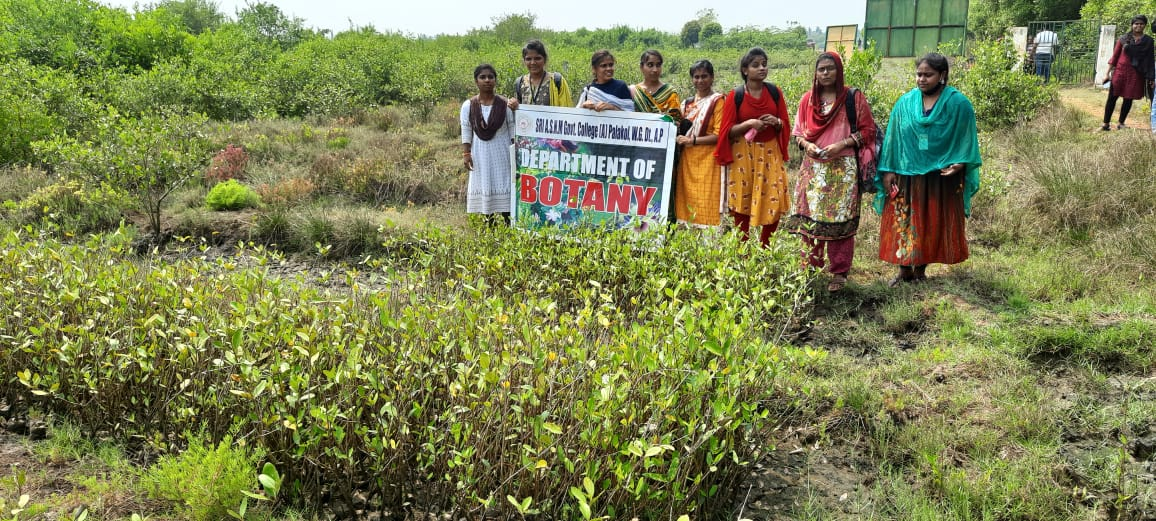 SRI A.S.N.M Govt. College (A) Palakol, W.G. Dt., A.P
DEPARTMENT OF
BOTANY